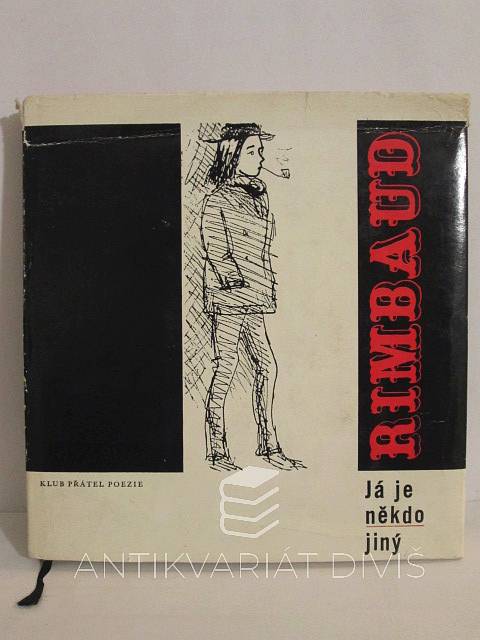 RIMBAUD
KLUB PŘÁTEL POEZIE
Já je
někdo
jiný
ANTIKVARIÁT DIVIŠ